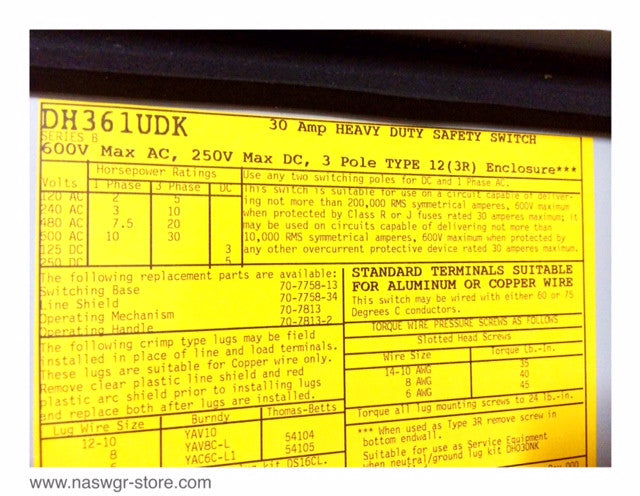 DH361UDK
30 Amp HEAVY DUTY SAFETY SWITCH
SERIES B
600V Max AC, 250V Max DC, 3 Pole TYPE 12(3R) Enclosure***
Horsepower Ratings
Volts 1 Phase 3 Phase DC
120 AC 2 5
240 AC 3 10
480 AC 7.5 20
600 AC 10 30
125 DC 3
250 DC 5
Use any two switching poles for DC and 1 Phase AC.
This switch is suitable for use on a circuit capable of deliver-
ing not more than 200,000 RMS symmetrical amperes, 600V maximum
when protected by Class R or J fuses rated 30 amperes maximum; it
may be used on circuits capable of delivering not more than
10,000 RMS symmetrical amperes, 600V maximum when protected by
any other overcurrent protective device rated 30 amperes maximum.
The following replacement parts are available:
Switching Base 70-7758-13
Line Shield 70-7758-34
Operating Mechanism 70-7813
Operating Handle 70-7813-2
The following crimp type lugs may be field
installed in place of line and load terminals.
These lugs are suitable for Copper wire only.
Remove clear plastic line shield and red
plastic arc shield prior to installing lugs
and replace both after lugs are installed.
Lug Wire Size Burndy Thomas-Betts
12-10 YAV10 54104
8 YAV8C-L 54105
6 YAC6C-L1
kit DS16CL.
STANDARD TERMINALS SUITABLE
FOR ALUMINUM OR COPPER WIRE
This switch may be wired with either 60 or 75
Degrees C conductors.
TORQUE WIRE PRESSURE SCREWS AS FOLLOWS
Slotted Head Screws
Wire Size Torque Lb.-In.
14-10 AWG 35
8 AWG 40
6 AWG 45
Torque all lug mounting screws to 24 lb.-in.
*** When used as Type 3R remove screw in
bottom endwall.
Suitable for use as Service Equipment
when neutral/ground lug kit DH030NK
www.naswgr-store.com